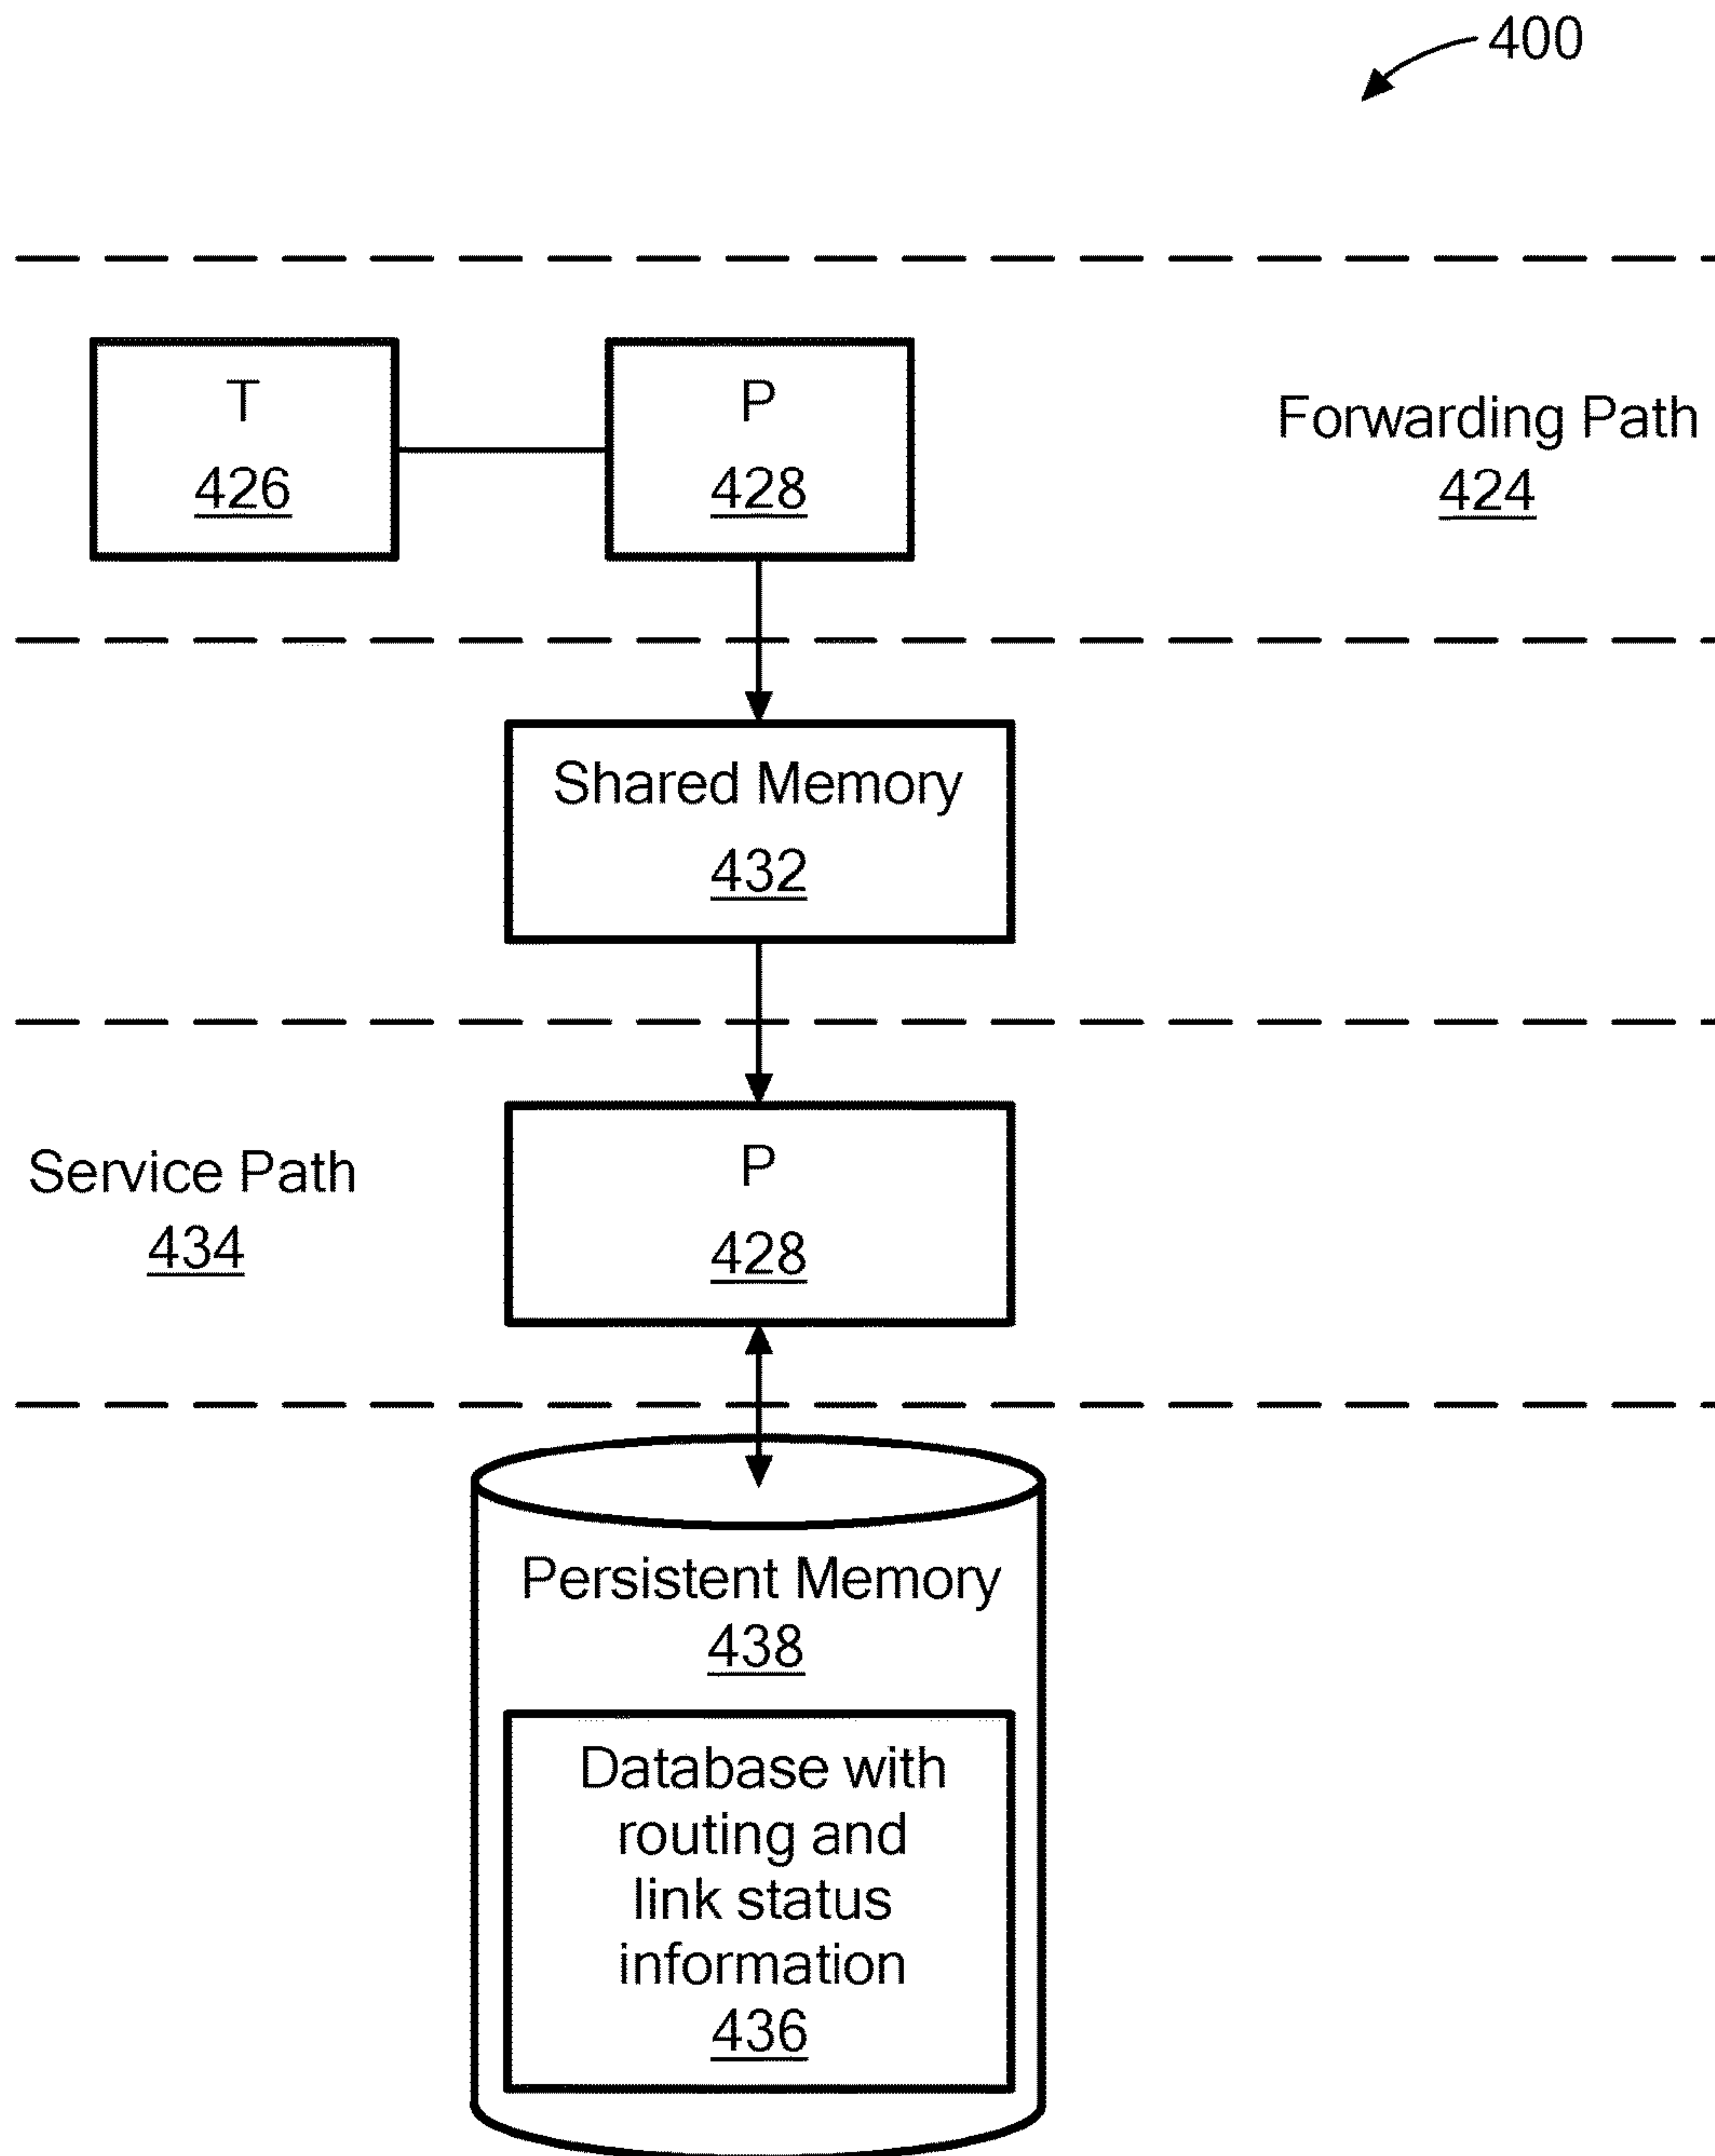 400
T
426
P
428
Forwarding Path
424
Shared Memory
432
Service Path
434
P
428
Persistent Memory
438
Database with
routing and
link status
information
436